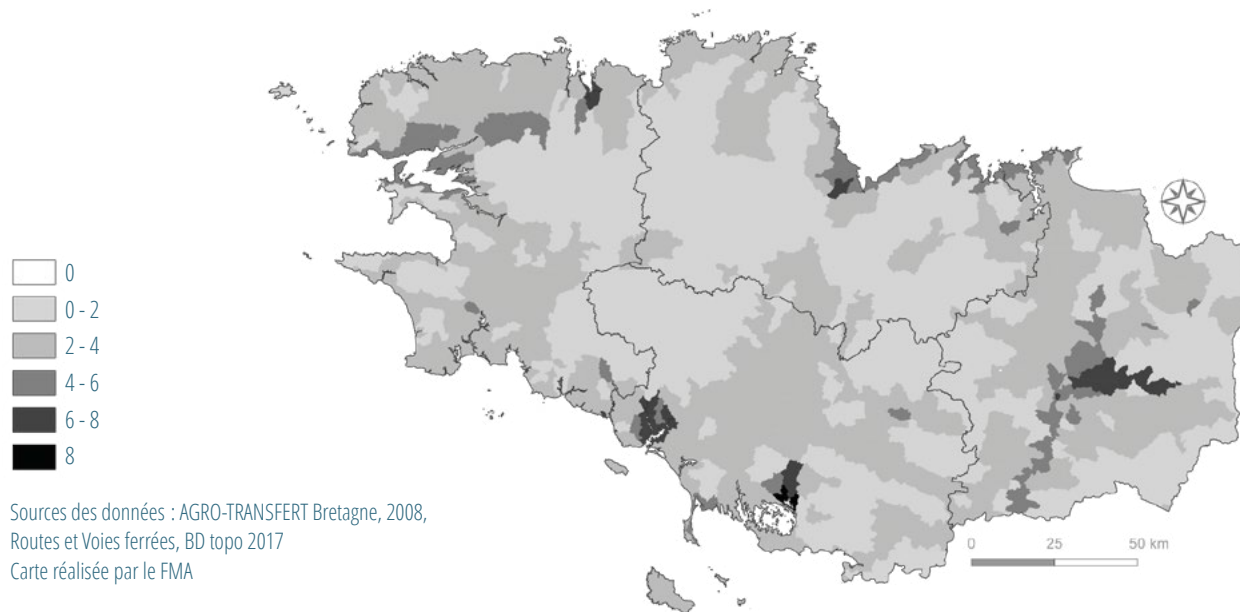 0
0 - 2
2 - 4
4 - 6
6 - 8
8
Sources des données : AGRO-TRANSFERT Bretagne, 2008,
Routes et Voies ferrées, BD topo 2017
Carte réalisée par le FMA
0 25 50 km